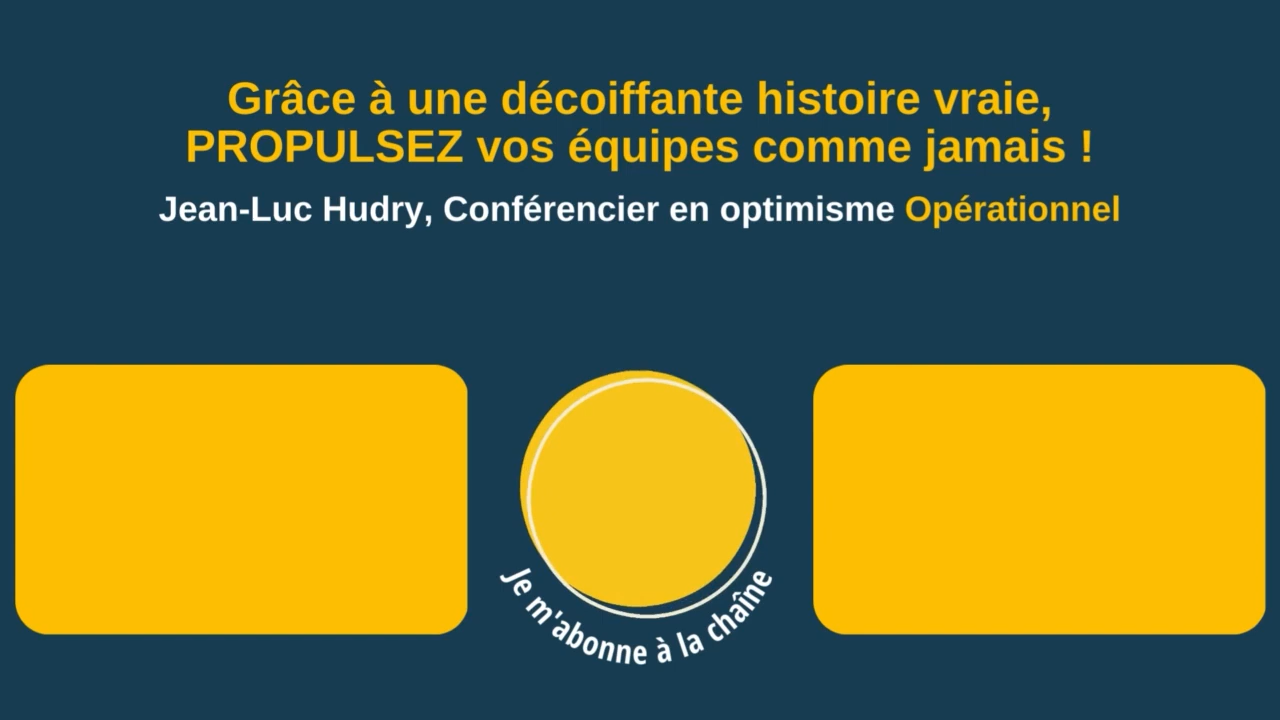 Grâce à une décoiffante histoire vraie,
PROPULSEZ vos équipes comme jamais !
Jean-Luc Hudry, Conférencier en optimisme Opérationnel
Je m'abonne à la chaîne